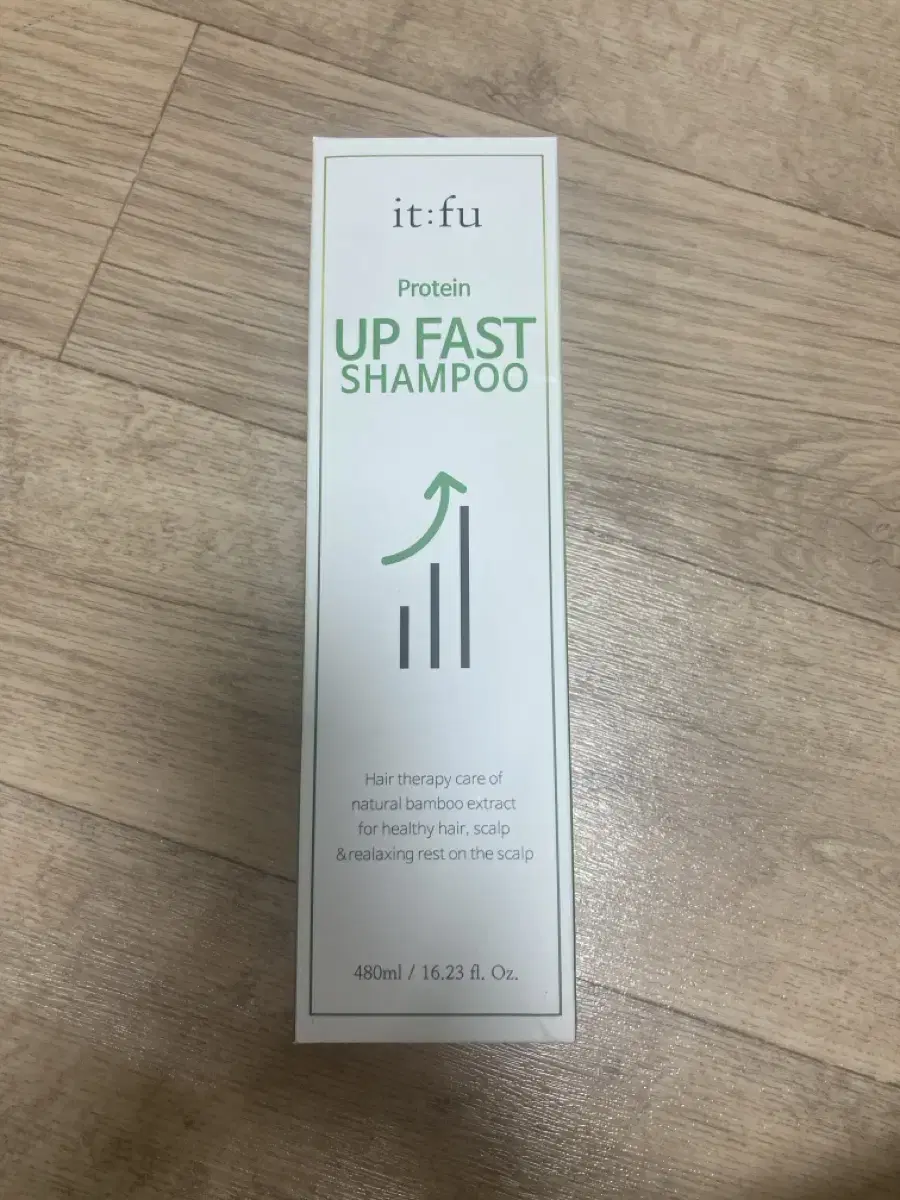 it:fu
Protein
UP FAST
SHAMPOO
Hair therapy care of
natural bamboo extract
for healthy hair, scalp
&realaxing rest on the scalp
480ml / 16.23 fl. Oz.